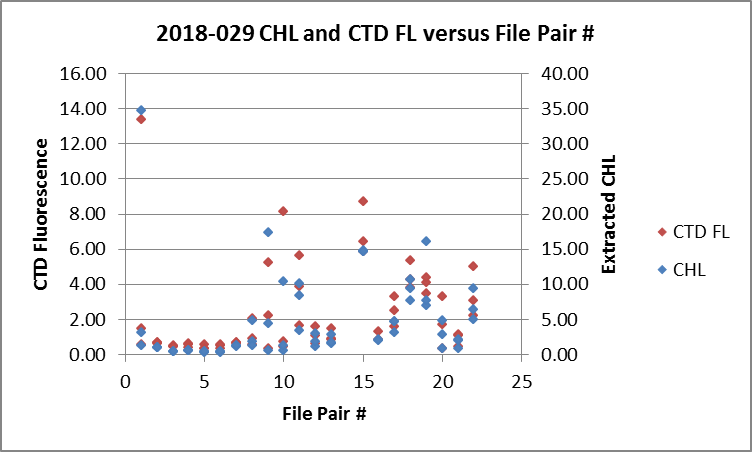 2018-029 CHL and CTD FL versus File Pair #
16.00
14.00
12.00
10.00
8.00
6.00
4.00
2.00
0.00
CTD Fluorescence
40.00
35.00
30.00
25.00
20.00
15.00
10.00
5.00
0.00
Extracted CHL
CTD FL
CHL
0 5 10 15 20 25
File Pair #